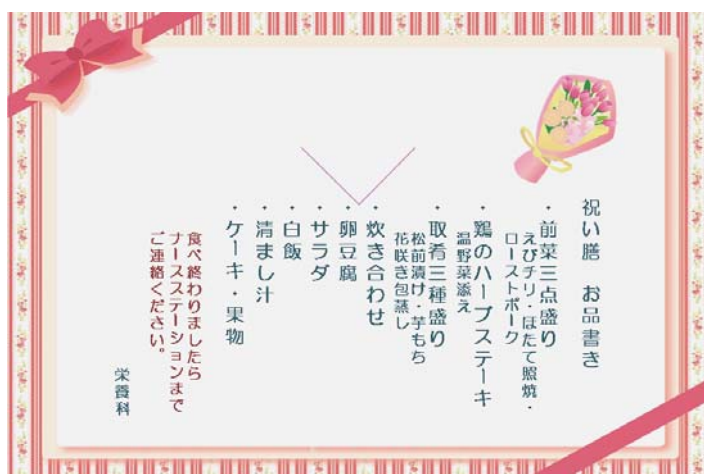 祝い膳　お品書き
・前菜三点盛り
えびチリ・ほたて照焼・
ローストポーク
・鶏のハーブステーキ
温野菜添え
・取肴三種盛り
松前漬け・芋もち
花咲き包蒸し
・炊き合わせ
・卵豆腐
・サラダ
・白飯
・清まし汁
・ケーキ・果物
食べ終わりましたら
ナースステーションまで
ご連絡ください。
栄養科